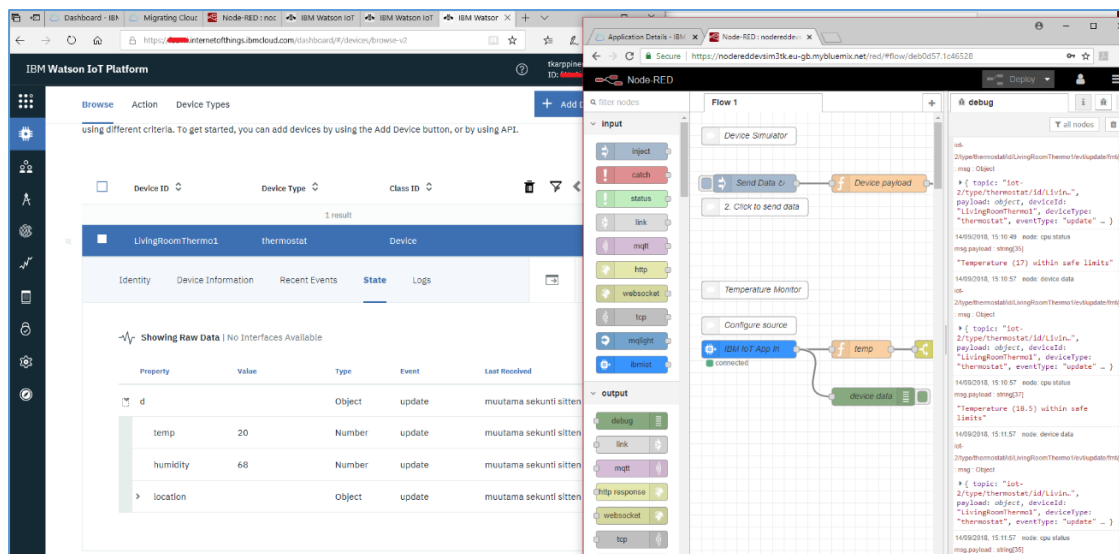 Dashboard - IBM
Migrating Clouc
Node-RED : noc
IBM Watson IoT
IBM Watson IoT
IBM Watsor
https://
.internetofthings.ibmcloud.com/dashboard/#/devices/browse-v2
IBM Watson IoT Platform
tkarppine
ID:
Browse Action Device Types
+ Add D
using different criteria. To get started, you can add devices by using the Add Device button, or by using API.
Device ID Device Type Class ID
1 result
LivingRoomThermo1 thermostat Device
Identity Device Information Recent Events State Logs
Showing Raw Data | No Interfaces Available
Property Value Type Event Last Received
d Object update muutama sekunti sitten
temp 20 Number update muutama sekunti sitten
humidity 68 Number update muutama sekunti sitten
location Object update muutama sekunti sitten
Application Details - IBM
Node-RED : nodereddevs
Secure | https://nodereddevsim3tk.eu-gb.mybluemix.net/red/#flow/deb0d57.1c46528
Node-RED
Deploy
filter nodes
input
inject
catch
status
link
mqtt
http
websocket
tcp
mqlight
ibmiot
output
debug
link
mqtt
http response
websocket
tcp
Flow 1
Device Simulator
Send Data ↻
Device payload
2. Click to send data
Temperature Monitor
Configure source
IBM IoT App In
connected
temp
device data
debug
all nodes
iot-
2/type/thermostat/id/LivingRoomThermo1/evt/update/fmt/
: msg : Object
{ topic: "iot-
2/type/thermostat/id/Livin…",
payload: object, deviceId:
"LivingRoomThermo1", deviceType:
"thermostat", eventType: "update" … }
14/09/2018, 15:10:49 node: cpu status
msg.payload : string[35]
"Temperature (17) within safe limits"
14/09/2018, 15:10:57 node: device data
iot-
2/type/thermostat/id/LivingRoomThermo1/evt/update/fmt/
: msg : Object
{ topic: "iot-
2/type/thermostat/id/Livin…",
payload: object, deviceId:
"LivingRoomThermo1", deviceType:
"thermostat", eventType: "update" … }
14/09/2018, 15:10:57 node: cpu status
msg.payload : string[37]
"Temperature (18.5) within safe
limits"
14/09/2018, 15:11:57 node: device data
iot-
2/type/thermostat/id/LivingRoomThermo1/evt/update/fmt/
: msg : Object
{ topic: "iot-
2/type/thermostat/id/Livin…",
payload: object, deviceId:
"LivingRoomThermo1", deviceType:
"thermostat", eventType: "update" … }
14/09/2018, 15:11:57 node: cpu status
msg.payload : string[35]